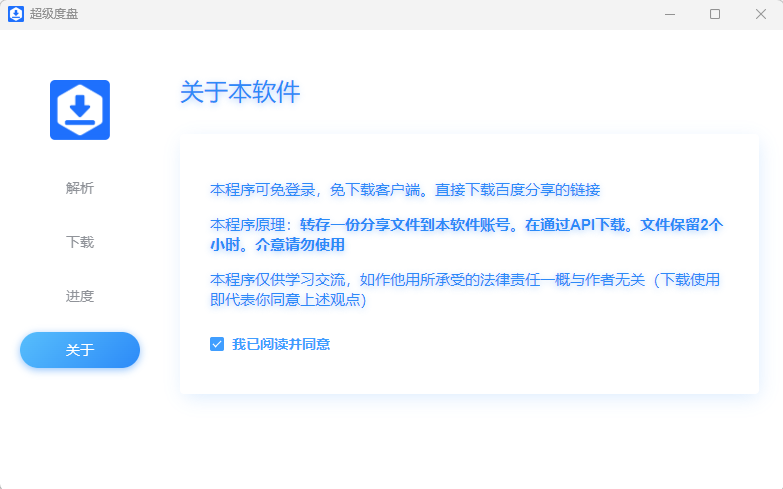 超级度盘
关于本软件
解析
下载
进度
关于
本程序可免登录，免下载客户端。直接下载百度分享的链接
本程序原理：转存一份分享文件到本软件账号。在通过API下载。文件保留2个
小时。介意请勿使用
本程序仅供学习交流，如作他用所承受的法律责任一概与作者无关（下载使用
即代表你同意上述观点）
我已阅读并同意